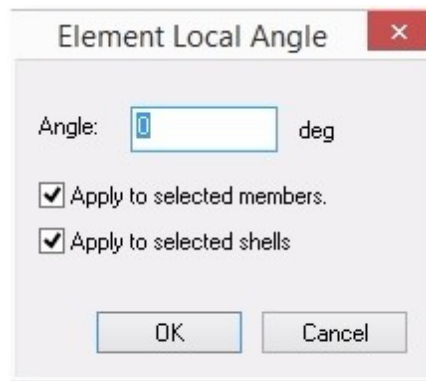 Element Local Angle
Angle: 0 deg
Apply to selected members.
Apply to selected shells
OK Cancel